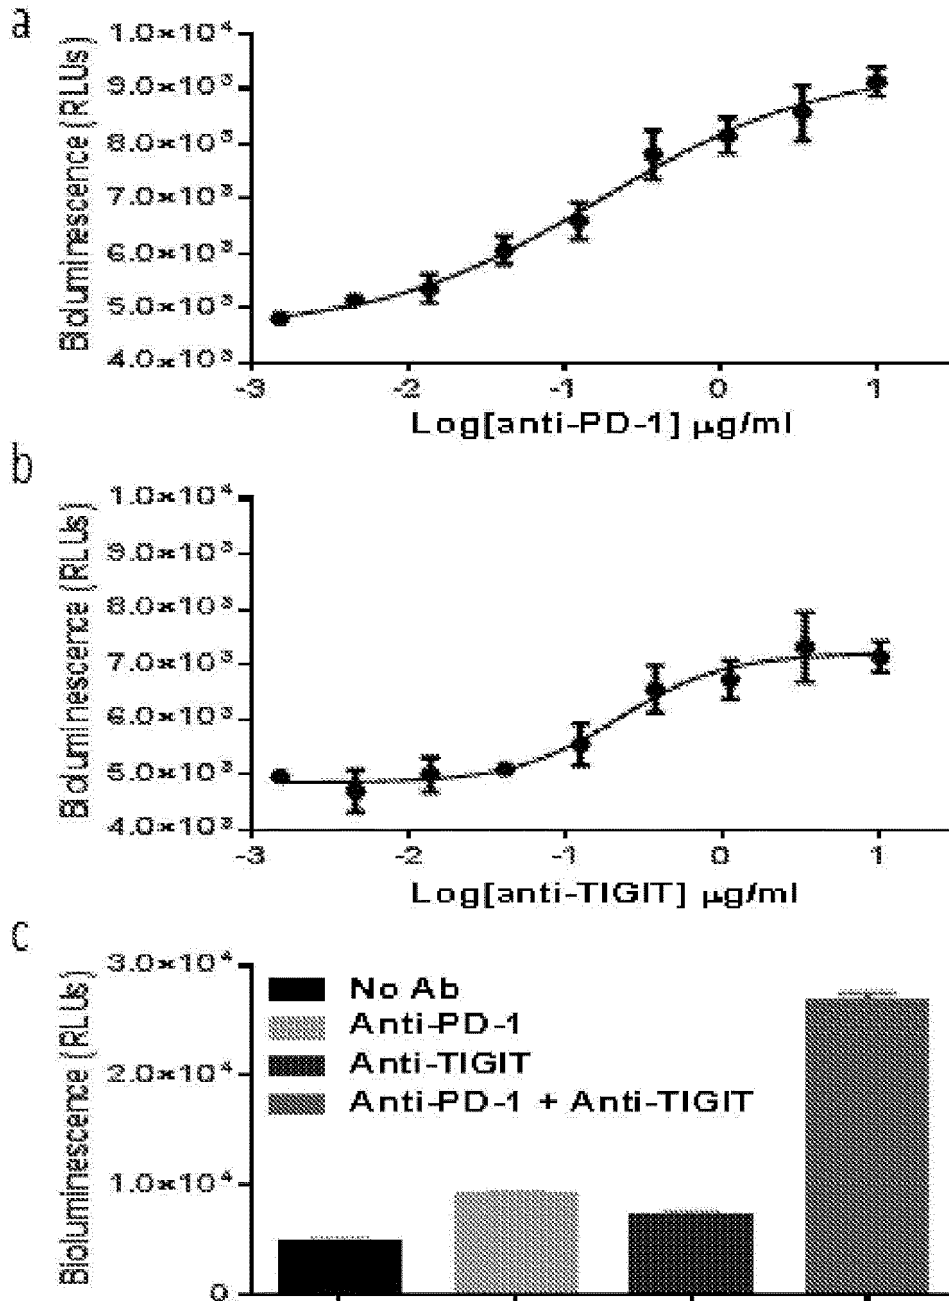 a
Bioluminescence (RLUs)
1.0×10⁴
9.0×10³
8.0×10³
7.0×10³
6.0×10³
5.0×10³
4.0×10³
-3 -2 -1 0 1
Log[anti-PD-1] μg/ml
b
Bioluminescence (RLUs)
1.0×10⁴
9.0×10³
8.0×10³
7.0×10³
6.0×10³
5.0×10³
4.0×10³
-3 -2 -1 0 1
Log[anti-TIGIT] μg/ml
c
Bioluminescence (RLUs)
3.0×10⁴
2.0×10⁴
1.0×10⁴
0
No Ab
Anti-PD-1
Anti-TIGIT
Anti-PD-1 + Anti-TIGIT